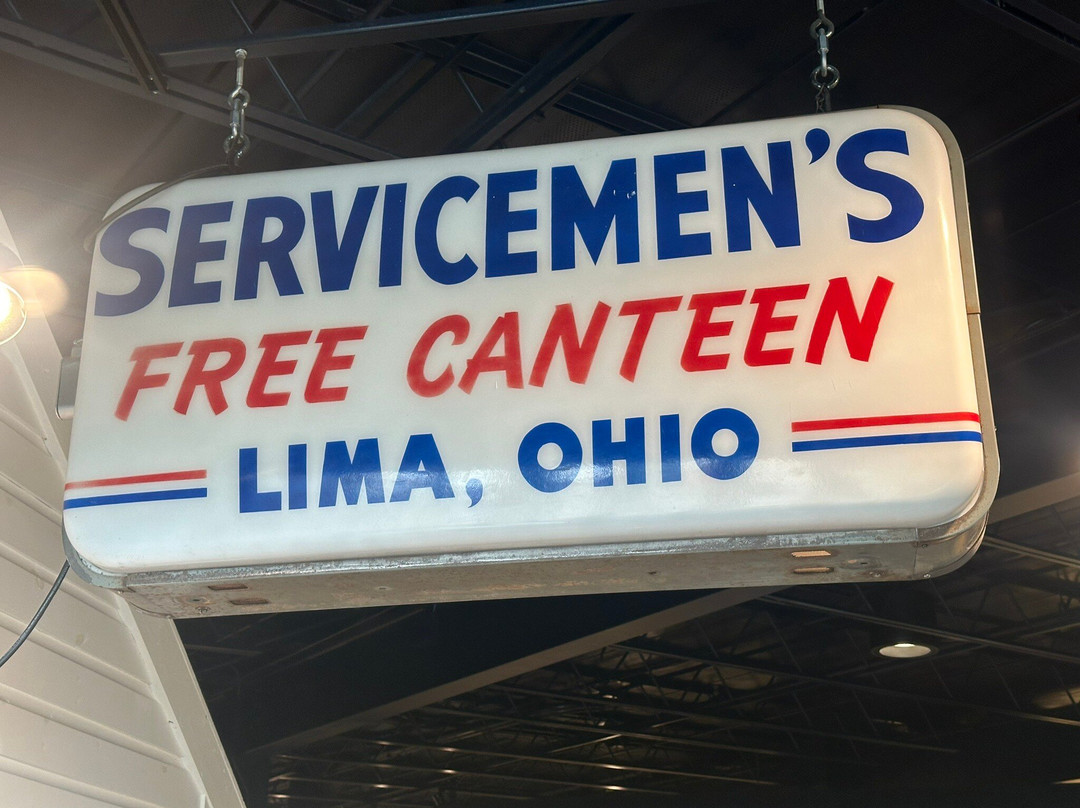 SERVICEMEN'S
FREE CANTEEN
LIMA, OHIO